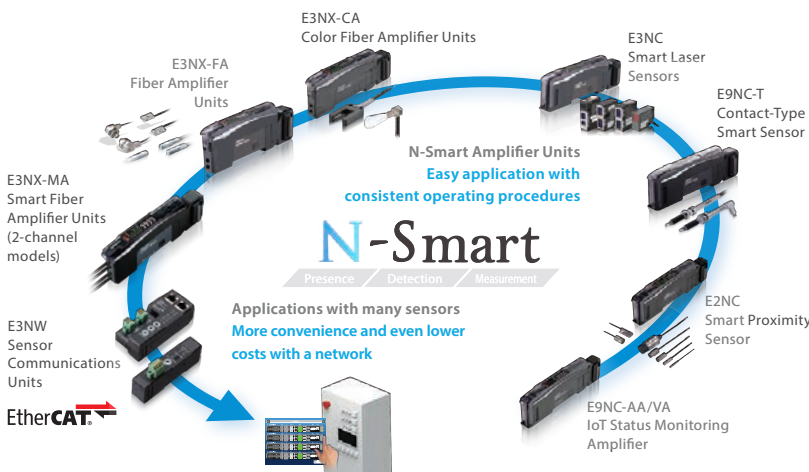 E3NX-CA
Color Fiber Amplifier Units
E3NC
Smart Laser
Sensors
E3NX-FA
Fiber Amplifier
Units
E9NC-T
Contact-Type
Smart Sensor
N-Smart Amplifier Units
Easy application with
consistent operating procedures
E3NX-MA
Smart Fiber
Amplifier Units
(2-channel
models)
N-Smart
Presence / Detection / Measurement
Applications with many sensors
More convenience and even lower
costs with a network
E2NC
Smart Proximity
Sensor
E3NW
Sensor
Communications
Units
EtherCAT®
E9NC-AA/VA
IoT Status Monitoring
Amplifier